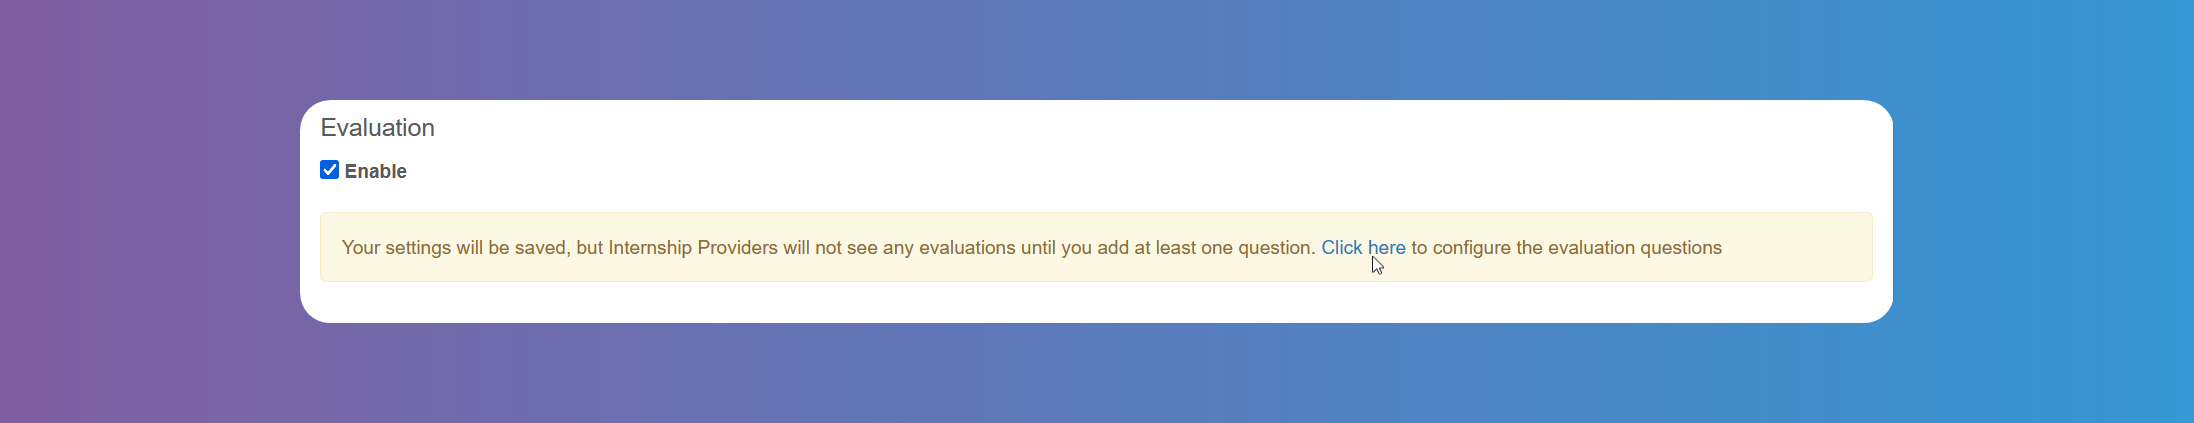 Evaluation
Enable
Your settings will be saved, but Internship Providers will not see any evaluations until you add at least one question. Click here to configure the evaluation questions